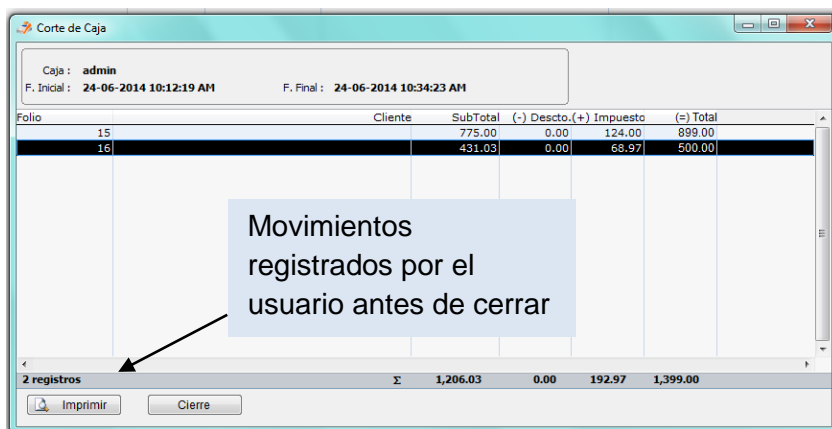 Corte de Caja
Caja : admin
F. Inicial : 24-06-2014 10:12:19 AM F. Final : 24-06-2014 10:34:23 AM
Folio Cliente SubTotal (-) Descto. (+) Impuesto (=) Total
15 775.00 0.00 124.00 899.00
16 431.03 0.00 68.97 500.00
Movimientos
registrados por el
usuario antes de cerrar
2 registros Σ 1,206.03 0.00 192.97 1,399.00
Imprimir Cierre